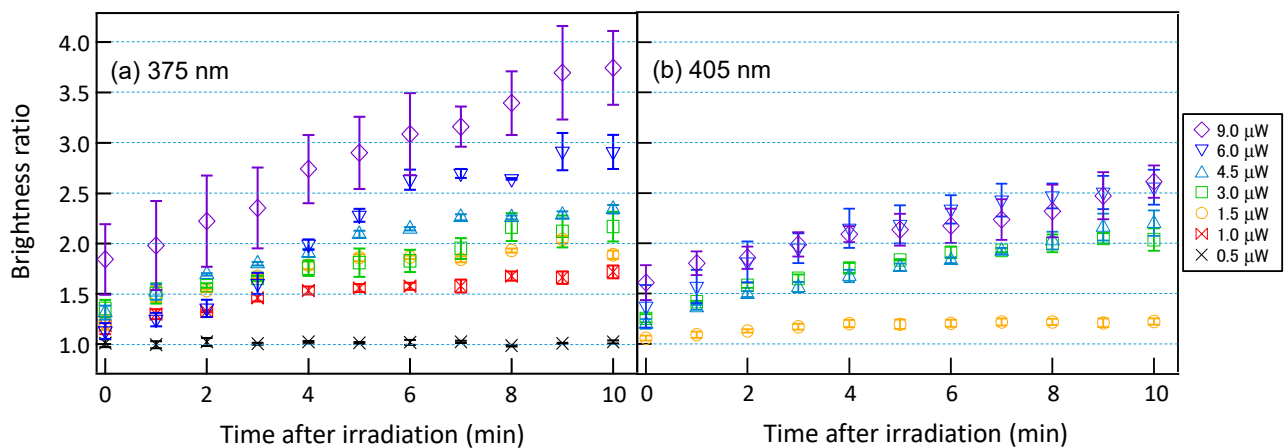 (a) 375 nm
(b) 405 nm
Brightness ratio
4.0
3.5
3.0
2.5
2.0
1.5
1.0
0 2 4 6 8 10
0 2 4 6 8 10
Time after irradiation (min)
Time after irradiation (min)
9.0 μW
6.0 μW
4.5 μW
3.0 μW
1.5 μW
1.0 μW
0.5 μW